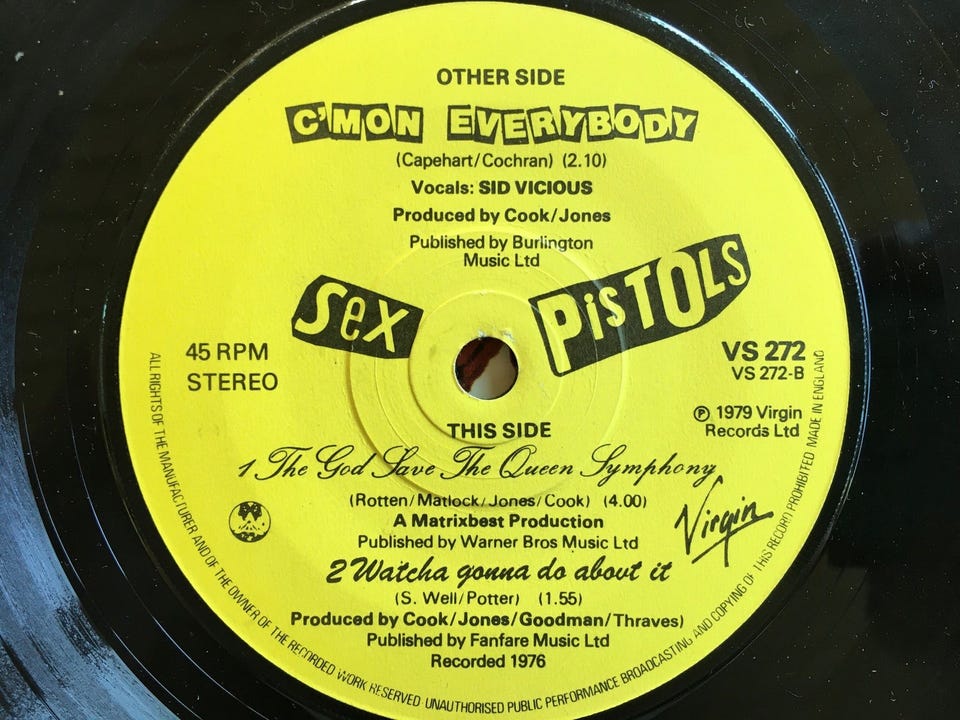 OTHER SIDE
C'MON EVERYBODY
(Capehart/Cochran) (2.10)
Vocals: SID VICIOUS
Produced by Cook/Jones
Published by Burlington
Music Ltd
SeX PiSTOLS
45 RPM
STEREO
VS 272
VS 272-B
℗ 1979 Virgin
Records Ltd
THIS SIDE
1 The God Save The Queen Symphony
(Rotten/Matlock/Jones/Cook) (4.00)
A Matrixbest Production
Published by Warner Bros Music Ltd
Virgin
2 Watcha gonna do about it
(S. Well/Potter) (1.55)
Produced by Cook/Jones/Goodman/Thraves)
Published by Fanfare Music Ltd
Recorded 1976
ALL RIGHTS OF THE MANUFACTURER AND OF THE OWNER OF THE RECORDED WORK RESERVED UNAUTHORISED PUBLIC PERFORMANCE BROADCASTING AND COPYING OF THIS RECORD PROHIBITED MADE IN ENGLAND